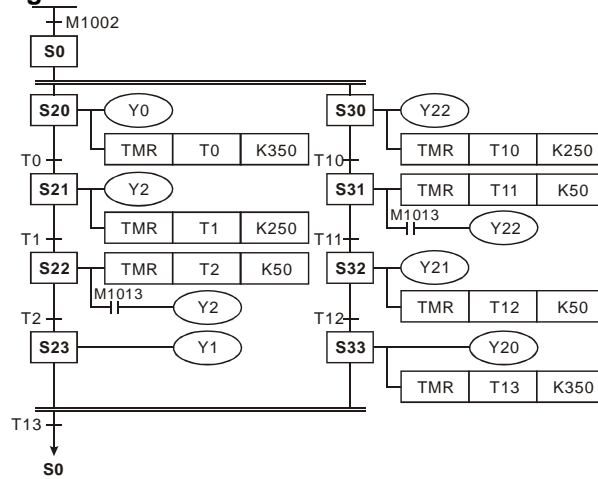 g
M1002
S0
S20 Y0 S30 Y22
TMR T0 K350 TMR T10 K250
T0 T10
S21 Y2 S31 TMR T11 K50
M1013 Y22
TMR T1 K250
T1 T11
S22 TMR T2 K50 S32 Y21
M1013 Y2 TMR T12 K50
T2 T12
S23 Y1 S33 Y20
TMR T13 K350
T13
S0